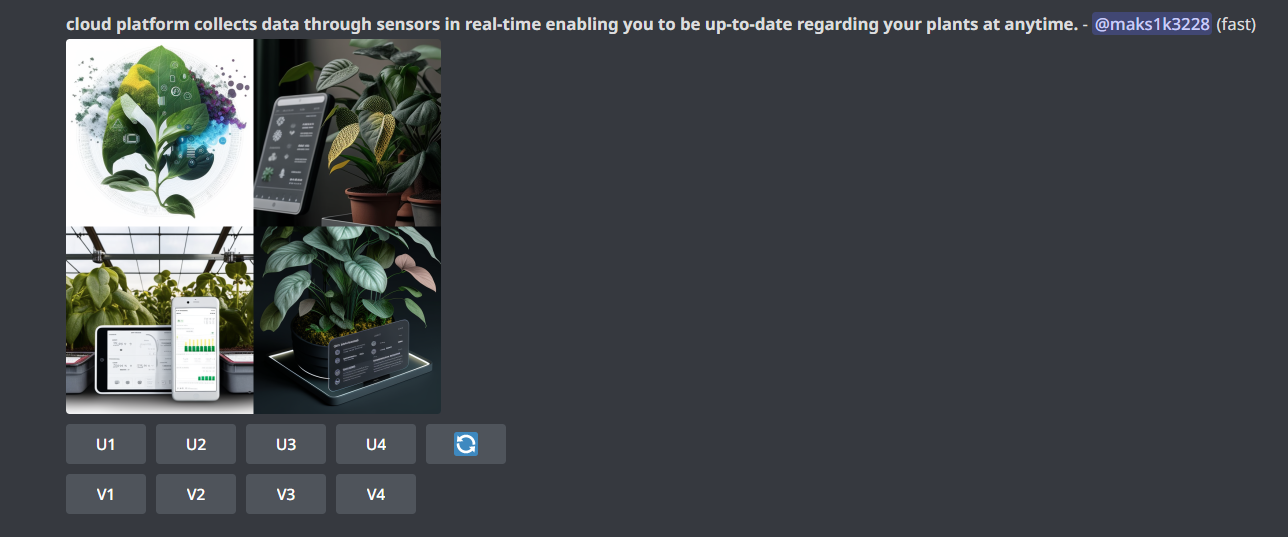 cloud platform collects data through sensors in real-time enabling you to be up-to-date regarding your plants at anytime. - @maks1k3228 (fast)
U1 U2 U3 U4
V1 V2 V3 V4